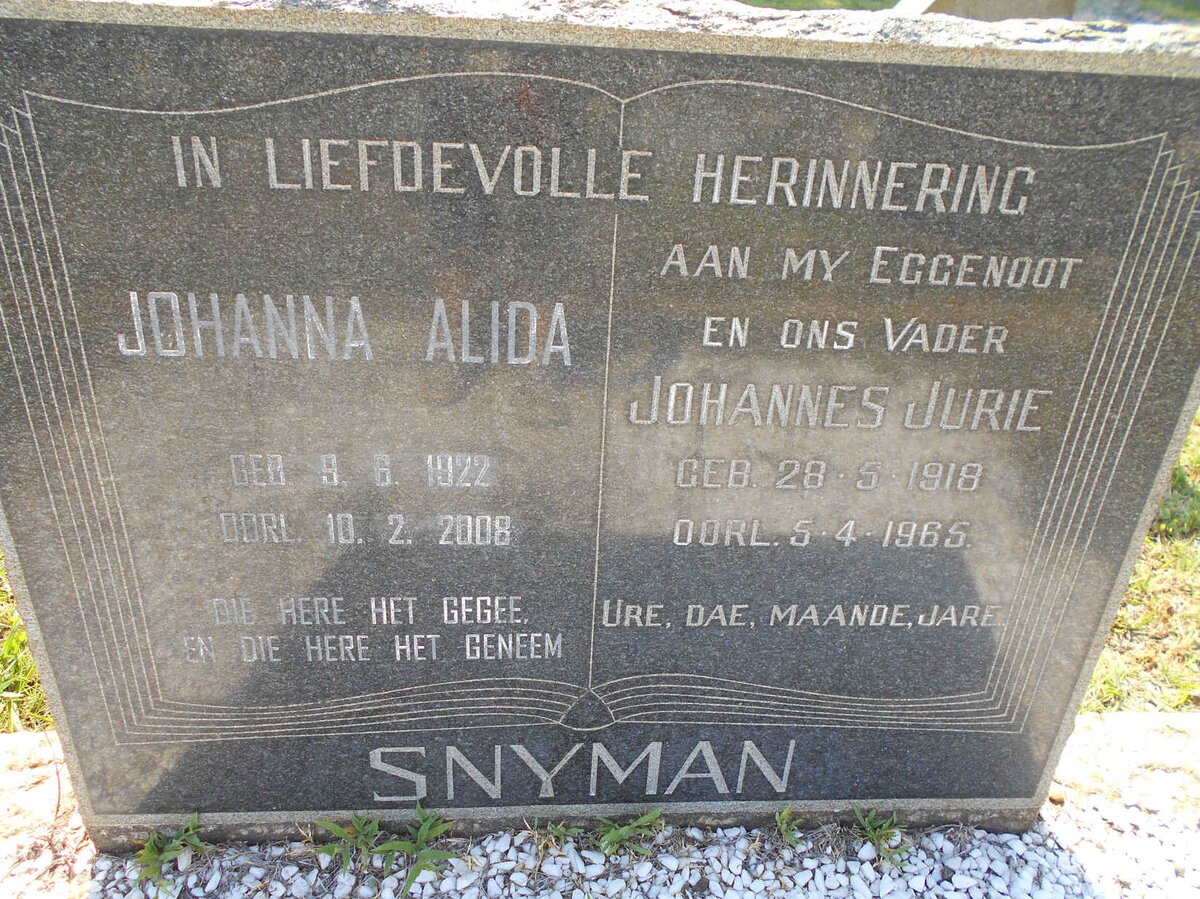 IN LIEFDEVOLLE HERINNERING
JOHANNA ALIDA
GEB 9. 6. 1922
OORL. 10. 2. 2008
DIE HERE HET GEGEE,
EN DIE HERE HET GENEEM
AAN MY EGGENOOT
EN ONS VADER
JOHANNES JURIE
GEB. 28·5·1918
OORL. 5·4·1965.
URE, DAE, MAANDE, JARE.
SNYMAN